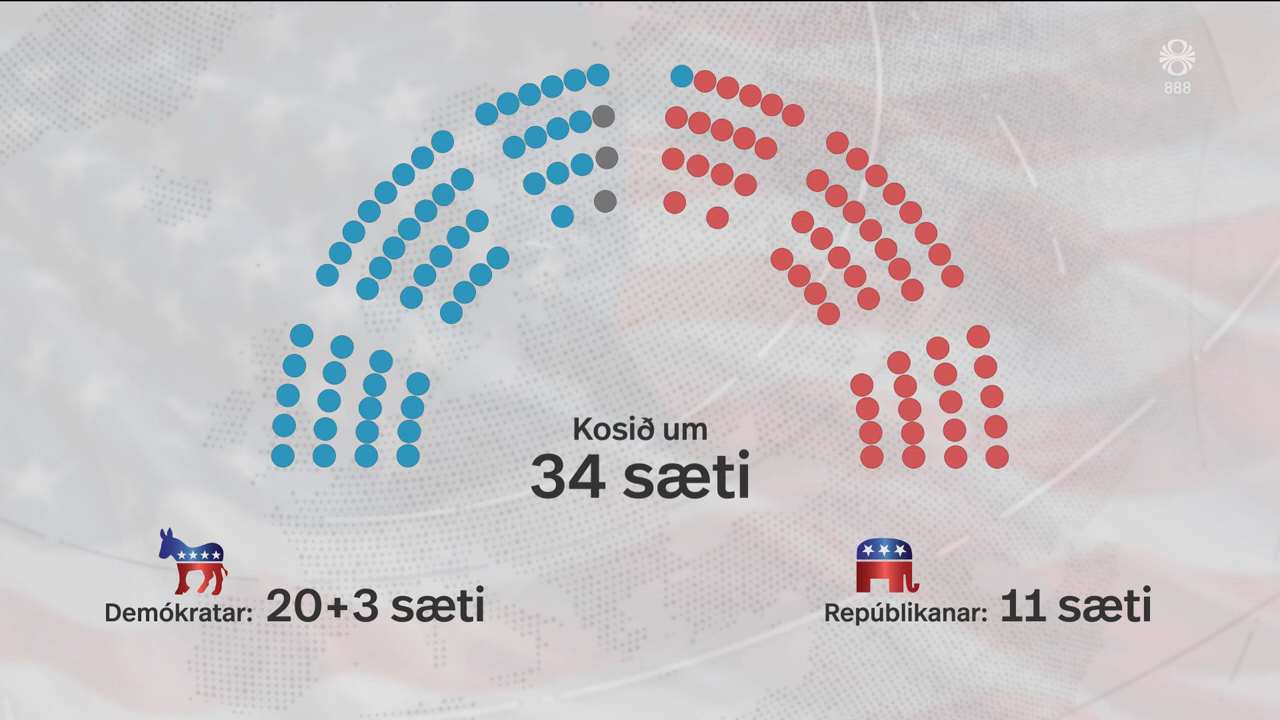 888
Kosið um
34 sæti
Demókratar: 20+3 sæti
Repúblikanar: 11 sæti